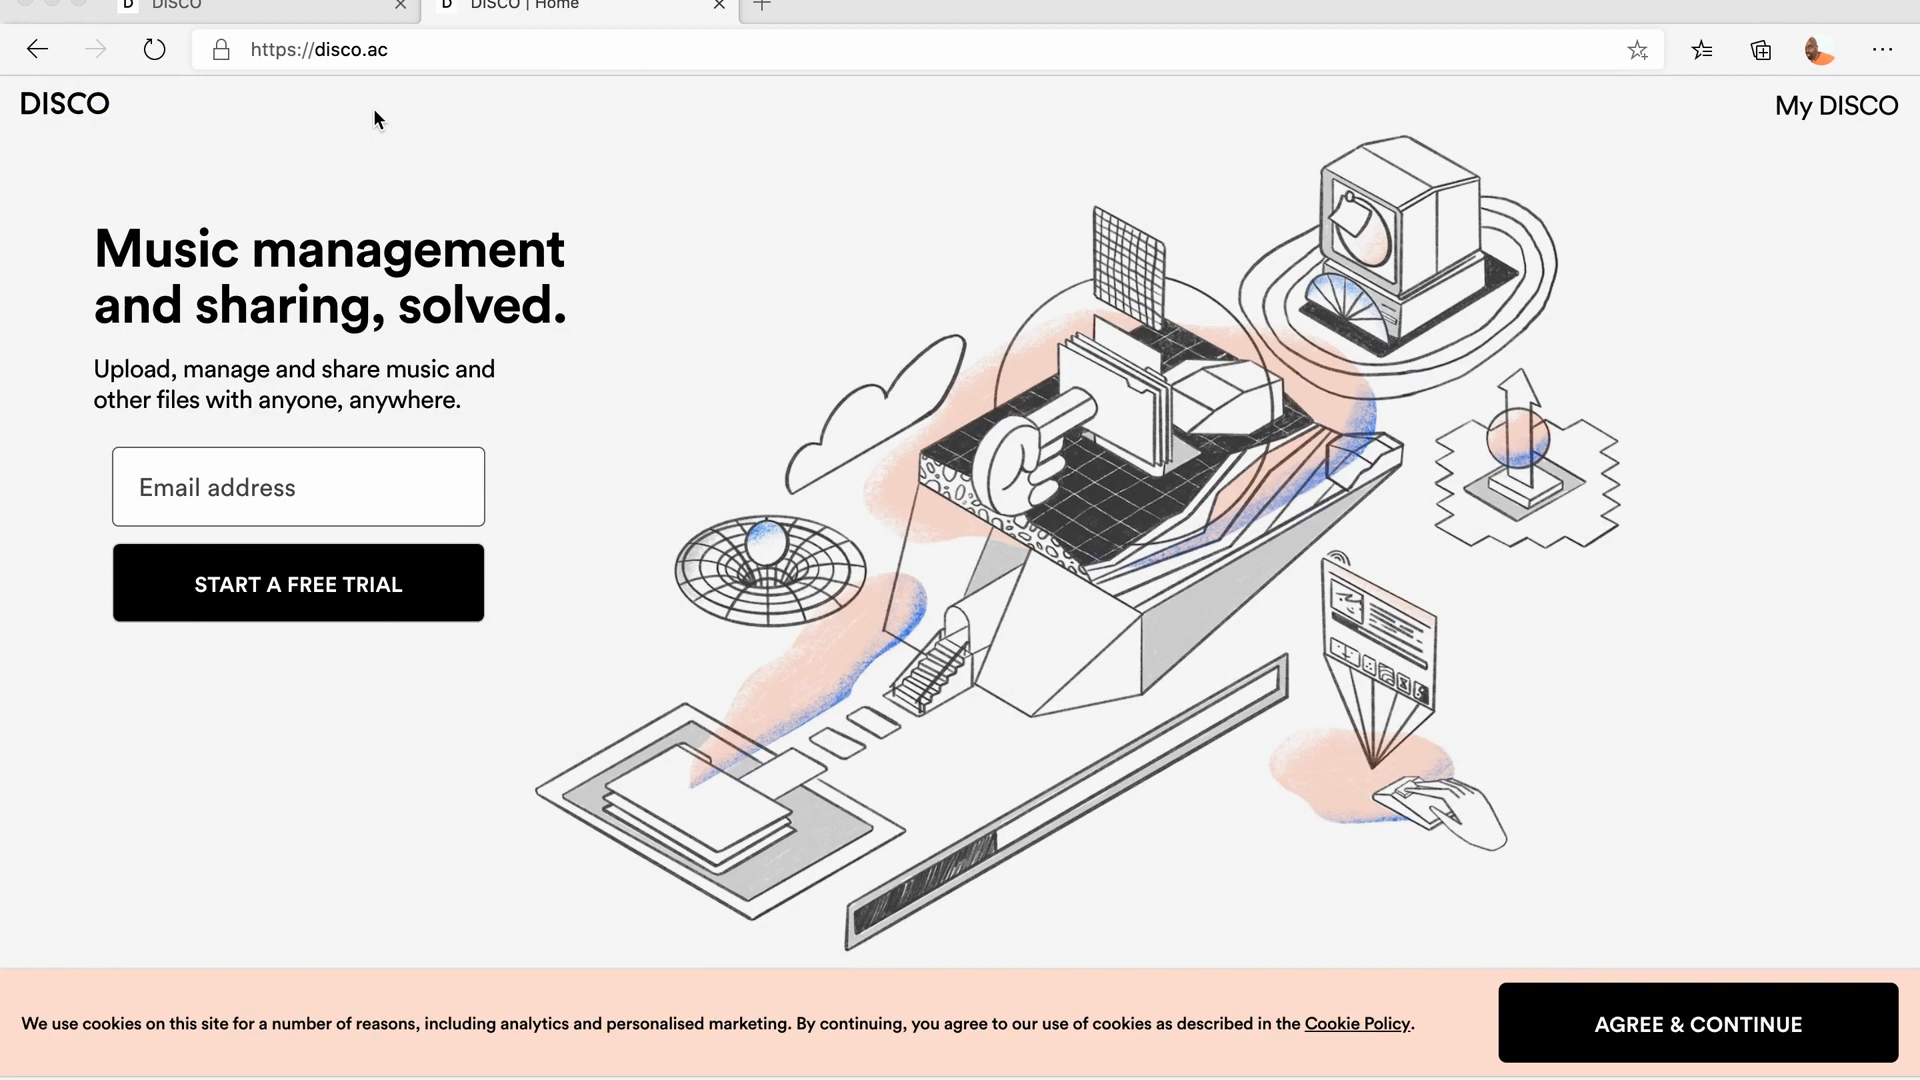 D DISCO
D DISCO | Home
https://disco.ac
DISCO
My DISCO
Music management
and sharing, solved.
Upload, manage and share music and
other files with anyone, anywhere.
Email address
START A FREE TRIAL
We use cookies on this site for a number of reasons, including analytics and personalised marketing. By continuing, you agree to our use of cookies as described in the Cookie Policy.
AGREE & CONTINUE